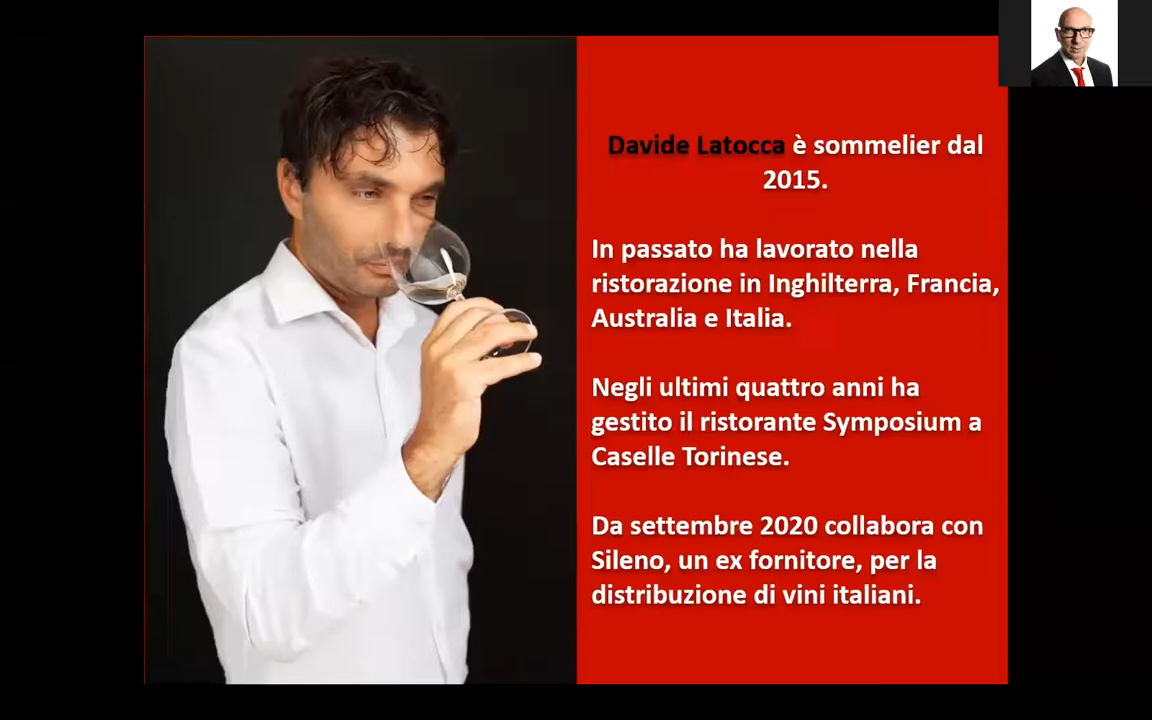 Davide Latocca è sommelier dal
2015.
In passato ha lavorato nella
ristorazione in Inghilterra, Francia,
Australia e Italia.
Negli ultimi quattro anni ha
gestito il ristorante Symposium a
Caselle Torinese.
Da settembre 2020 collabora con
Sileno, un ex fornitore, per la
distribuzione di vini italiani.